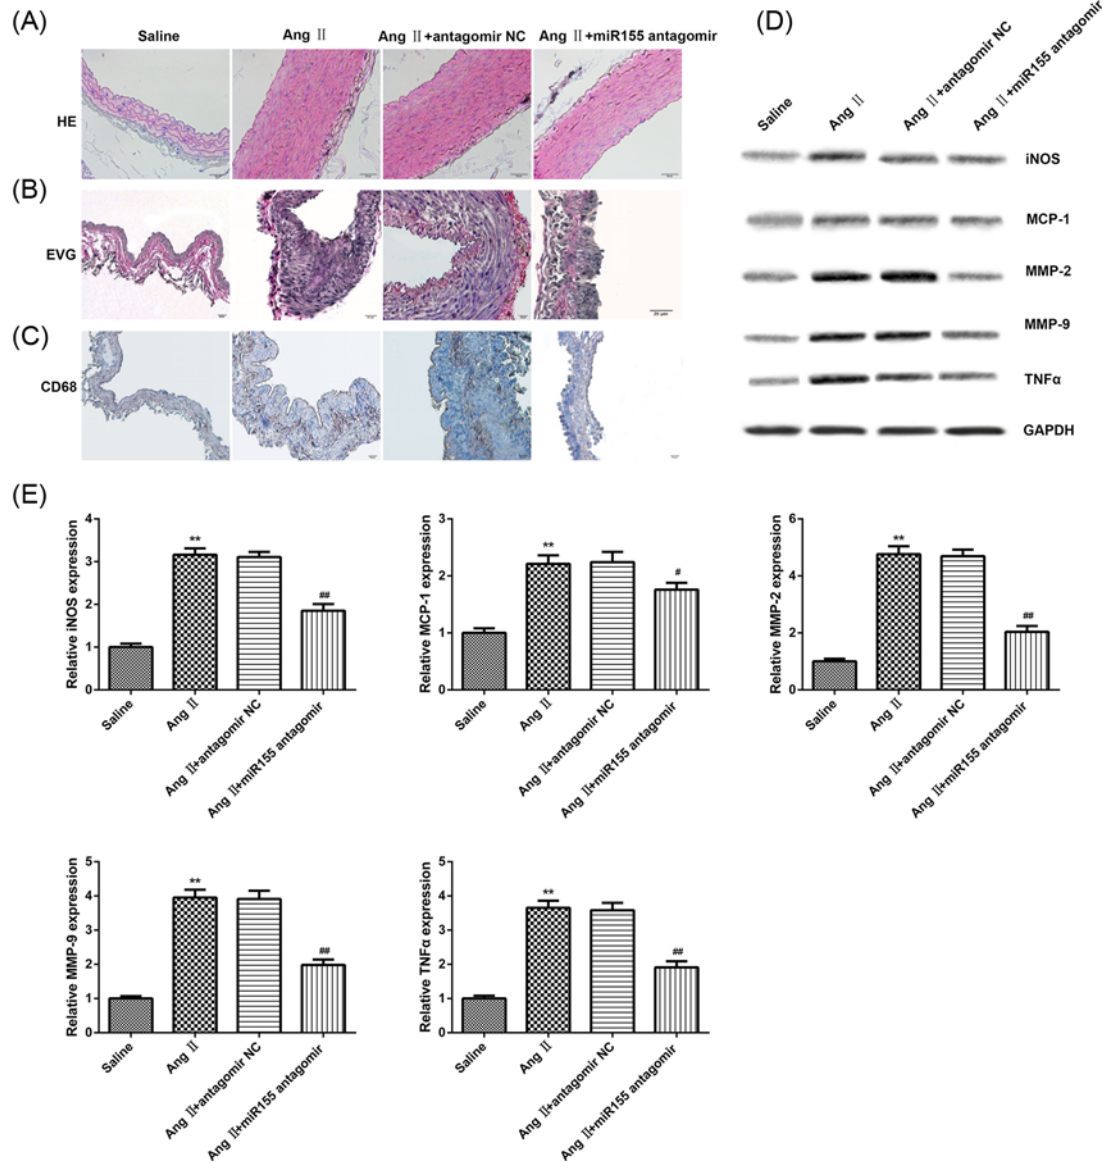 (A)
Saline
Ang Ⅱ
Ang Ⅱ+antagomir NC
Ang Ⅱ+miR155 antagomir
HE
(B)
EVG
20 μm
(C)
CD68
(D)
Saline
Ang Ⅱ
Ang Ⅱ+antagomir NC
Ang Ⅱ+miR155 antagomir
iNOS
MCP-1
MMP-2
MMP-9
TNFα
GAPDH
(E)
Relative iNOS expression
4
3
2
1
0
**
##
Saline
Ang Ⅱ
Ang Ⅱ+antagomir NC
Ang Ⅱ+miR155 antagomir
Relative MCP-1 expression
3
2
1
0
**
#
Saline
Ang Ⅱ
Ang Ⅱ+antagomir NC
Ang Ⅱ+miR155 antagomir
Relative MMP-2 expression
6
4
2
0
**
##
Saline
Ang Ⅱ
Ang Ⅱ+antagomir NC
Ang Ⅱ+miR155 antagomir
Relative MMP-9 expression
5
4
3
2
1
0
**
##
Saline
Ang Ⅱ
Ang Ⅱ+antagomir NC
Ang Ⅱ+miR155 antagomir
Relative TNFα expression
5
4
3
2
1
0
**
##
Saline
Ang Ⅱ
Ang Ⅱ+antagomir NC
Ang Ⅱ+miR155 antagomir